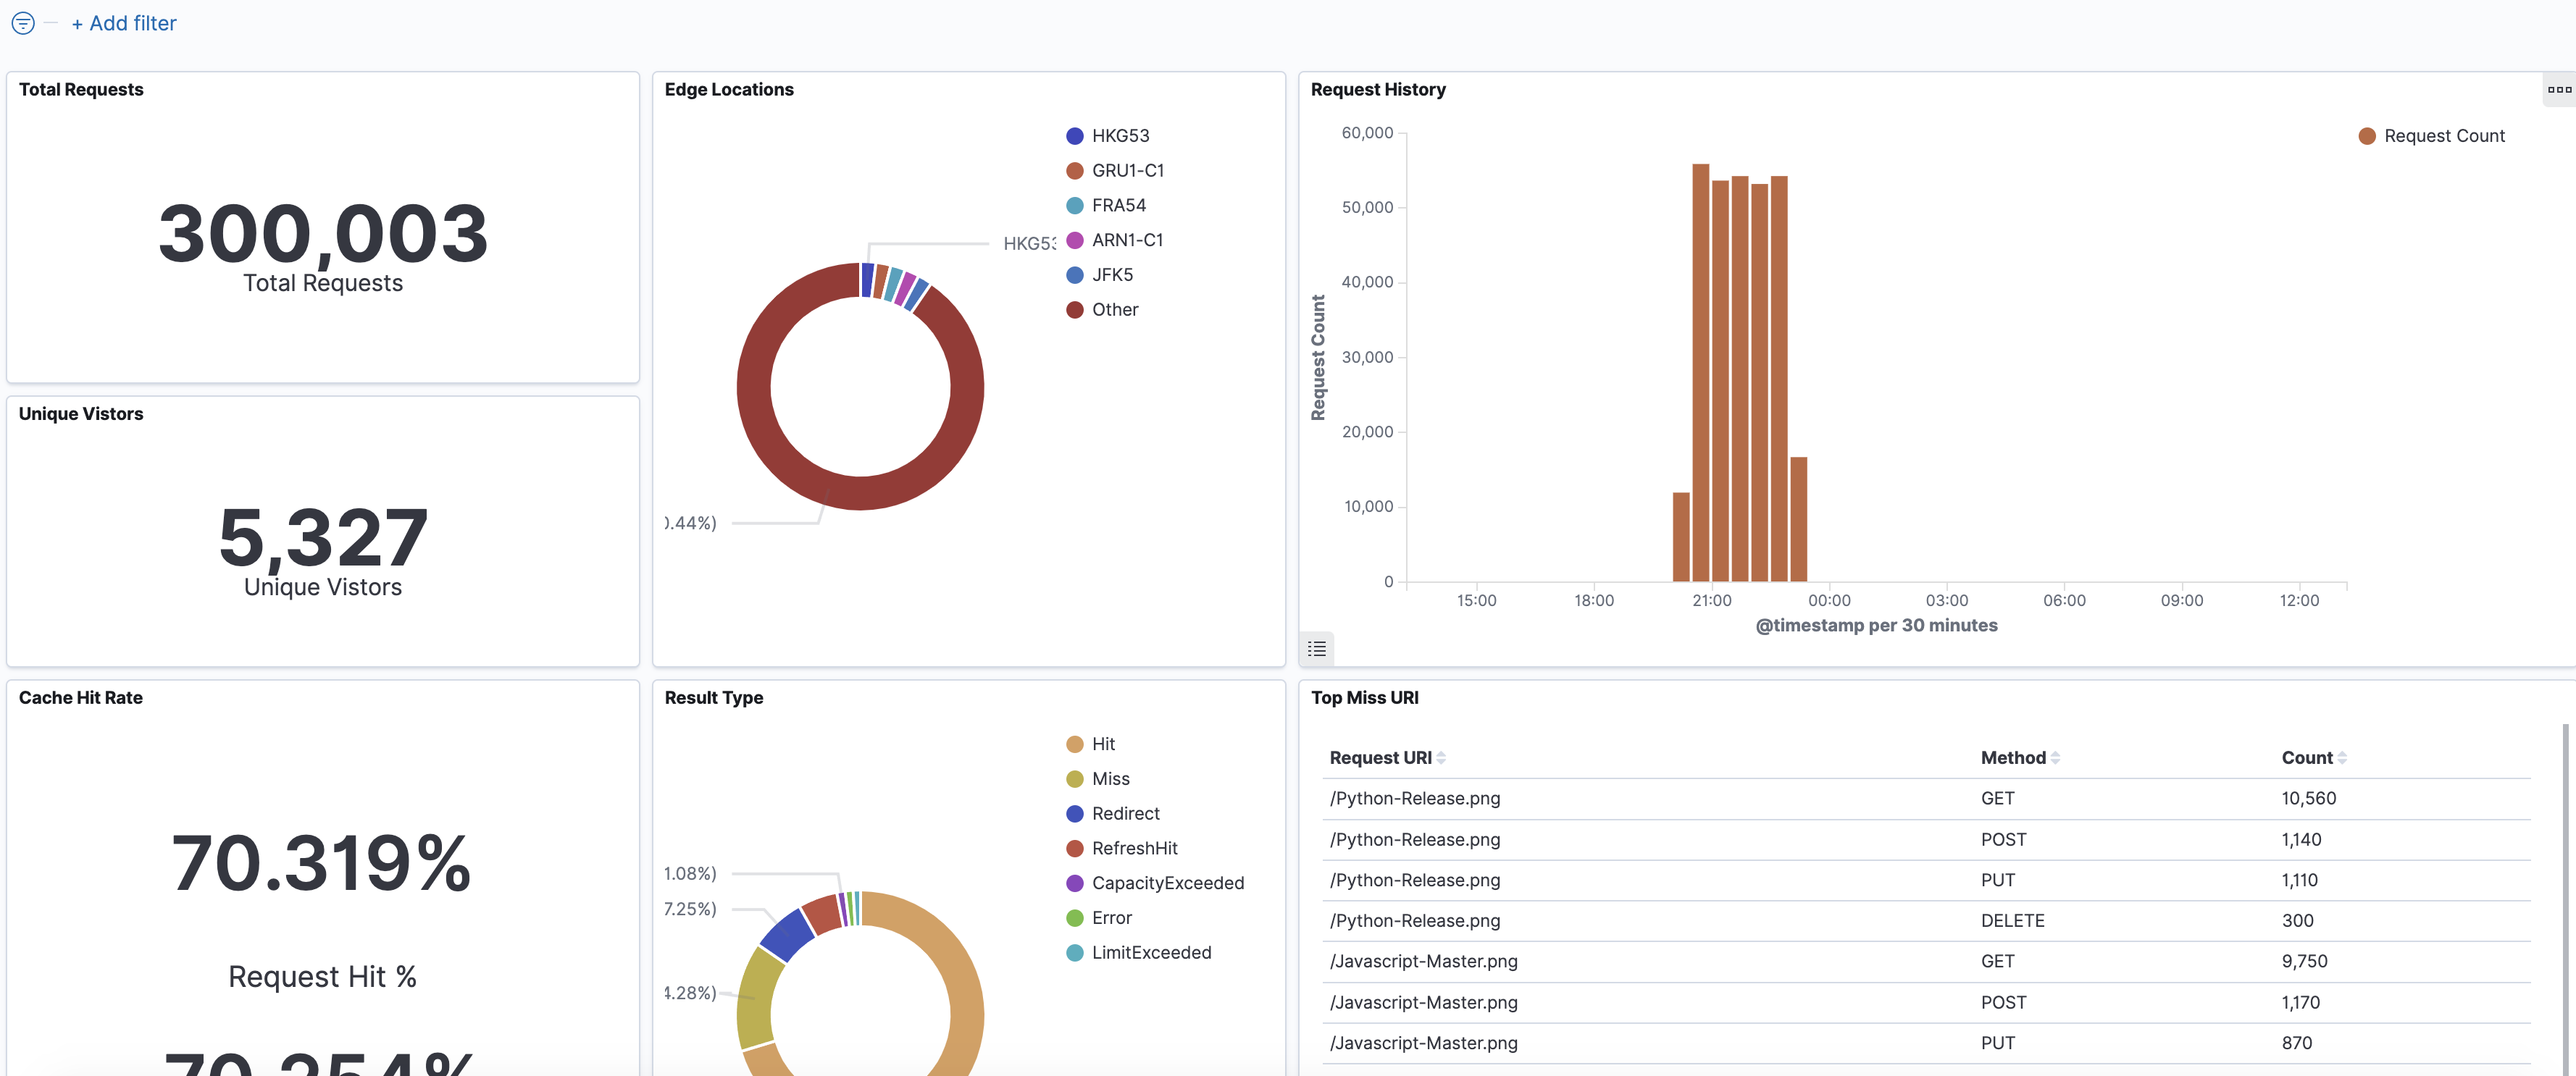 + Add filter
Total Requests
300,003
Total Requests
Unique Vistors
5,327
Unique Vistors
Edge Locations
HKG53
GRU1-C1
FRA54
ARN1-C1
JFK5
Other
HKG53
0.44%)
Request History
Request Count
60,000
50,000
40,000
30,000
20,000
10,000
0
Request Count
15:00 18:00 21:00 00:00 03:00 06:00 09:00 12:00
@timestamp per 30 minutes
Cache Hit Rate
70.319%
Request Hit %
70.254%
Result Type
Hit
Miss
Redirect
RefreshHit
CapacityExceeded
Error
LimitExceeded
1.08%)
7.25%)
4.28%)
Top Miss URI
Request URI Method Count
/Python-Release.png GET 10,560
/Python-Release.png POST 1,140
/Python-Release.png PUT 1,110
/Python-Release.png DELETE 300
/Javascript-Master.png GET 9,750
/Javascript-Master.png POST 1,170
/Javascript-Master.png PUT 870